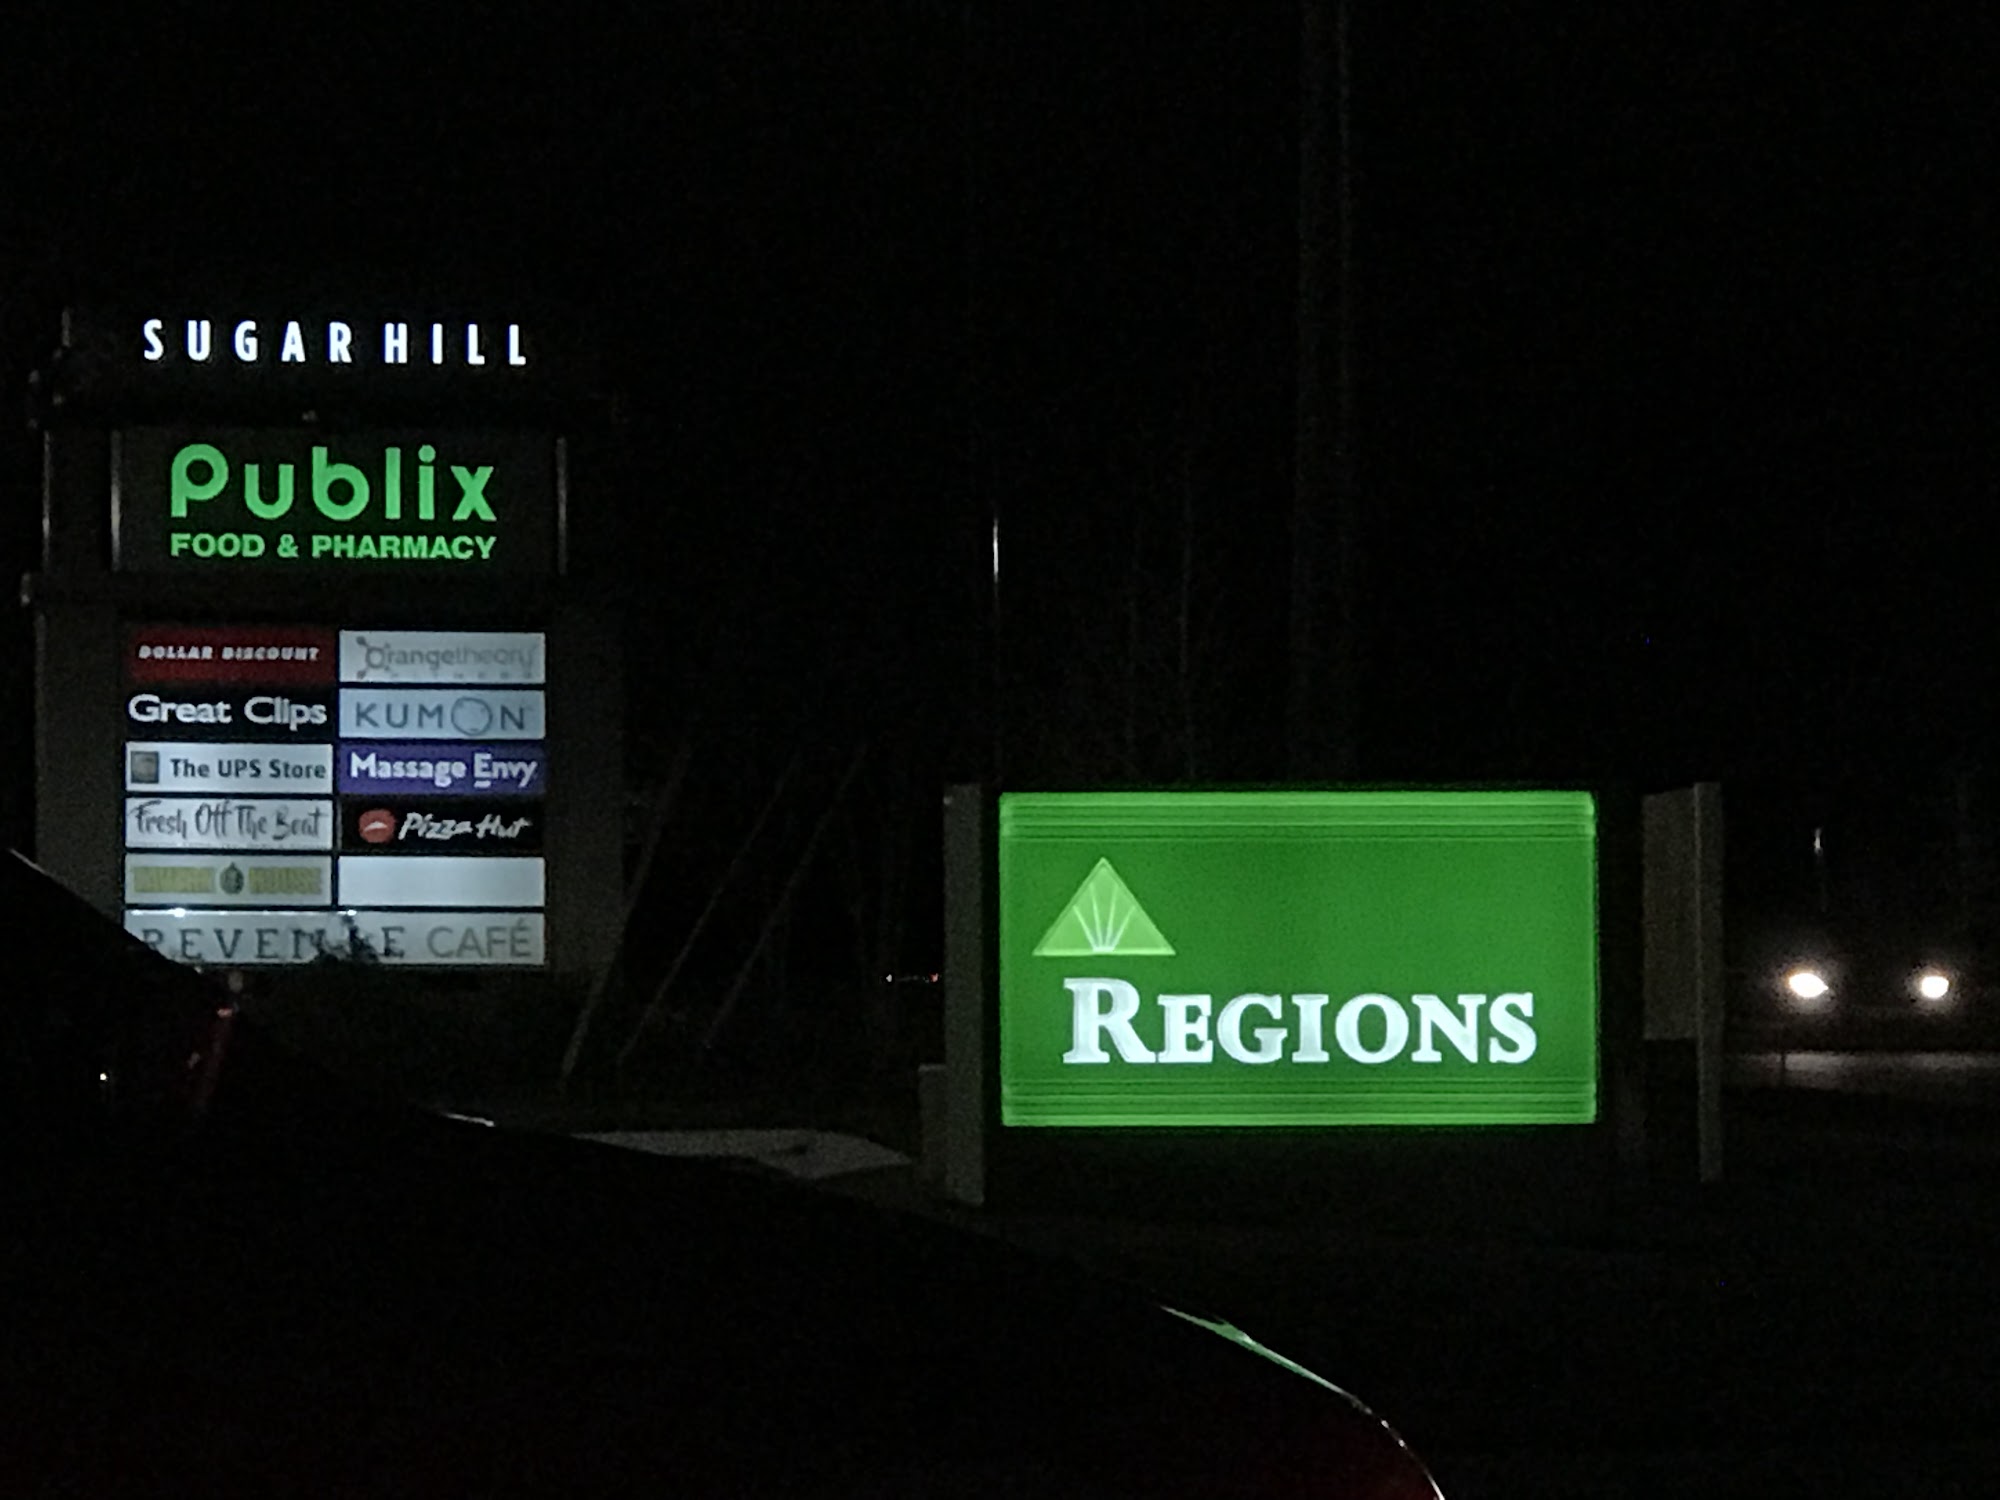 SUGAR HILL
Publix
FOOD & PHARMACY
DOLLAR DISCOUNT
Orangetheory
Great Clips
KUMON
The UPS Store
Massage Envy
Fresh Off The Boat
Pizza Hut
HOUSE
CAFÉ
REGIONS